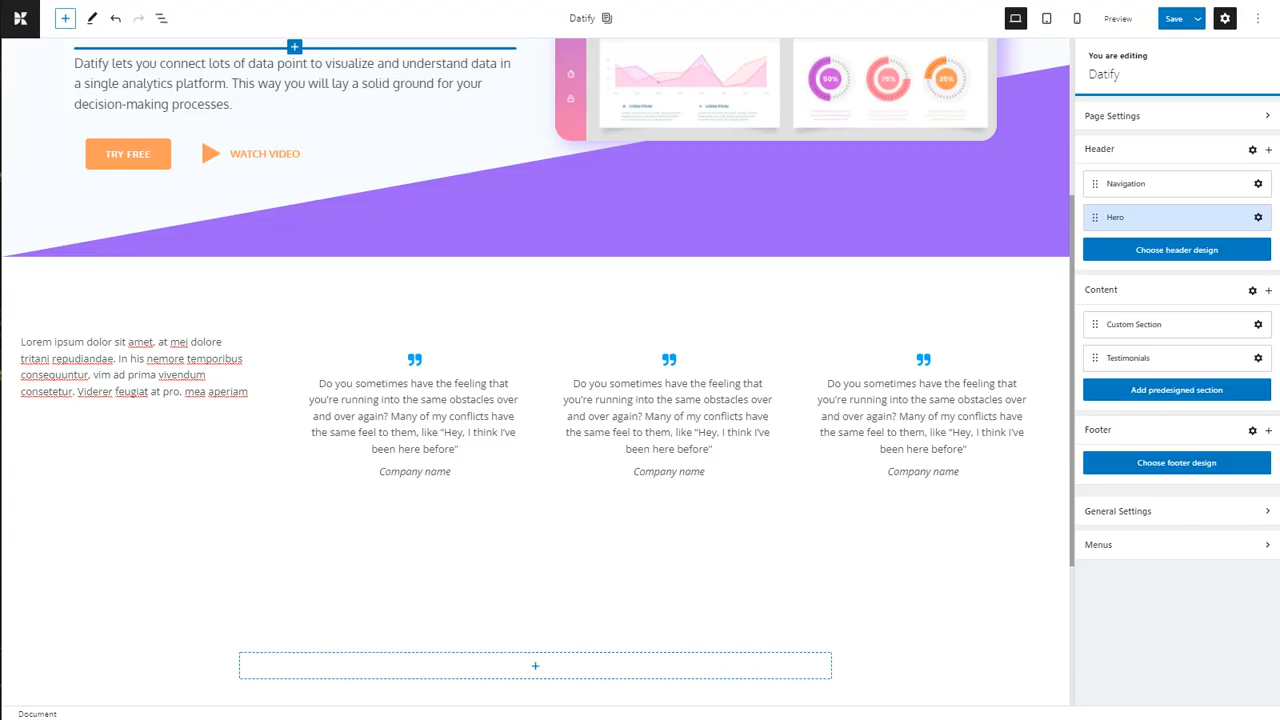 Datify
Preview
Save
You are editing
Datify
Page Settings
Header
Navigation
Hero
Choose header design
Content
Custom Section
Testimonials
Add predesigned section
Footer
Choose footer design
General Settings
Menus
Datify lets you connect lots of data point to visualize and understand data in
a single analytics platform. This way you will lay a solid ground for your
decision-making processes.
TRY FREE
WATCH VIDEO
LOREM IPSUM
LOREM IPSUM
50%
75%
25%
Lorem ipsum dolor sit amet, at mei dolore
tritani repudiandae. In his nemore temporibus
consequuntur, vim ad prima vivendum
consetetur. Viderer feugiat at pro, mea aperiam
Do you sometimes have the feeling that
you're running into the same obstacles over
and over again? Many of my conflicts have
the same feel to them, like “Hey, I think I've
been here before”
Company name
Do you sometimes have the feeling that
you're running into the same obstacles over
and over again? Many of my conflicts have
the same feel to them, like “Hey, I think I've
been here before”
Company name
Do you sometimes have the feeling that
you're running into the same obstacles over
and over again? Many of my conflicts have
the same feel to them, like “Hey, I think I've
been here before”
Company name
Document